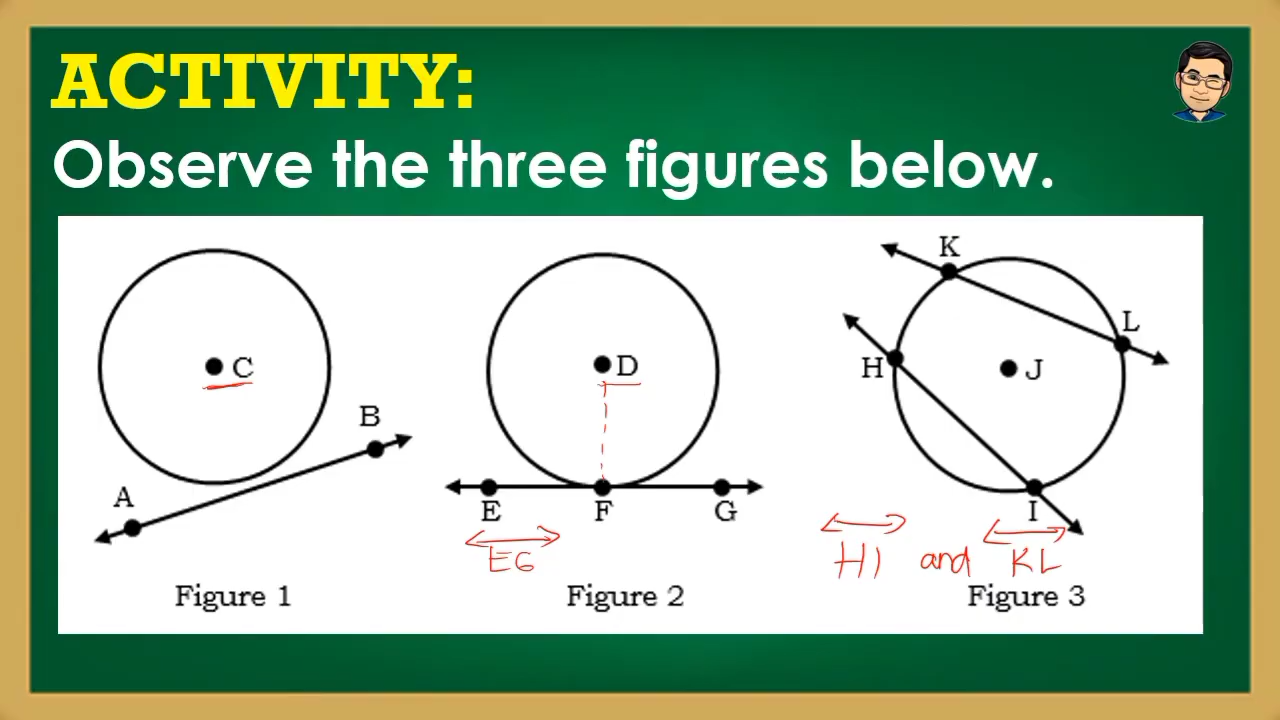 ACTIVITY:
Observe the three figures below.
K
L
C
D
H
J
B
A
E
F
G
I
EG
HI and KL
Figure 1
Figure 2
Figure 3